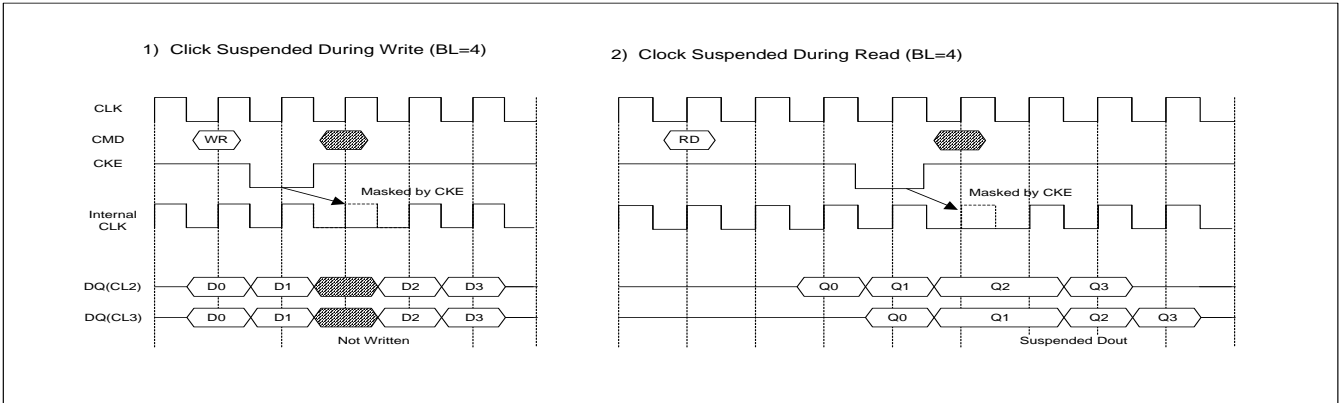 1) Click Suspended During Write (BL=4)
CLK
CMD
WR
CKE
Masked by CKE
Internal
CLK
DQ(CL2)
D0 D1 D2 D3
DQ(CL3)
D0 D1 D2 D3
Not Written
2) Clock Suspended During Read (BL=4)
RD
Masked by CKE
Q0 Q1 Q2 Q3
Q0 Q1 Q2 Q3
Suspended Dout